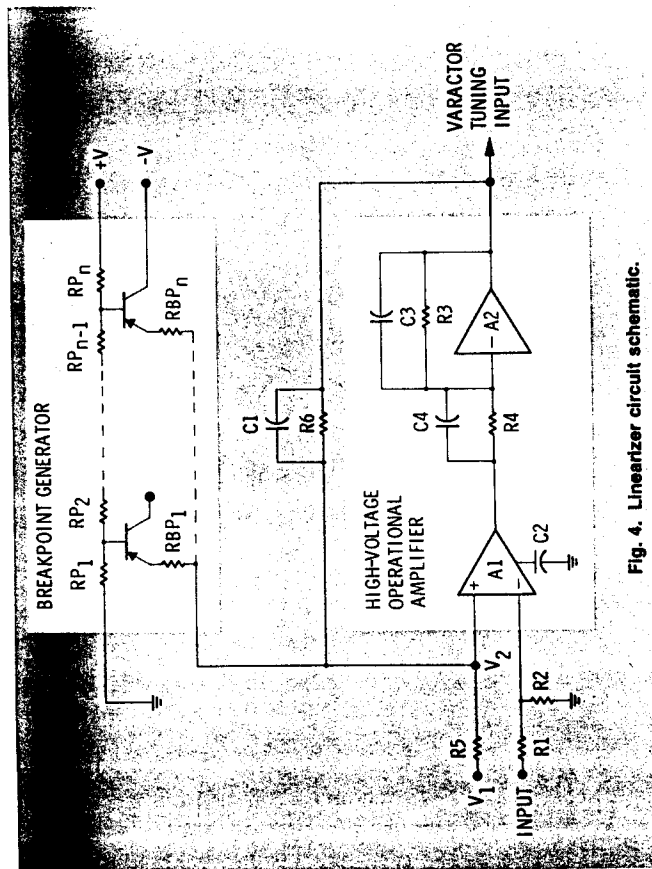 BREAKPOINT GENERATOR
RP1
RP2
RPn-1
RPn
+V
-V
RBP1
RBPn
C1
R6
HIGH-VOLTAGE
OPERATIONAL
AMPLIFIER
VARACTOR
TUNING
INPUT
C3
R3
C4
R4
- A2
V1
R5
V2
+
A1
-
C2
INPUT
R1
R2
Fig. 4. Linearizer circuit schematic.